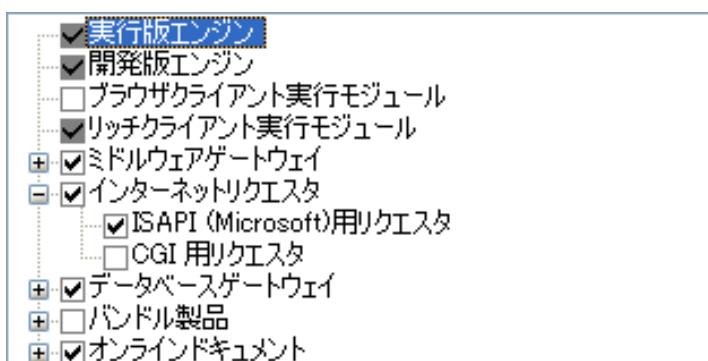 実行版エンジン
開発版エンジン
ブラウザクライアント実行モジュール
リッチクライアント実行モジュール
ミドルウェアゲートウェイ
インターネットリクエスタ
ISAPI (Microsoft)用リクエスタ
CGI 用リクエスタ
データベースゲートウェイ
バンドル製品
オンラインドキュメント